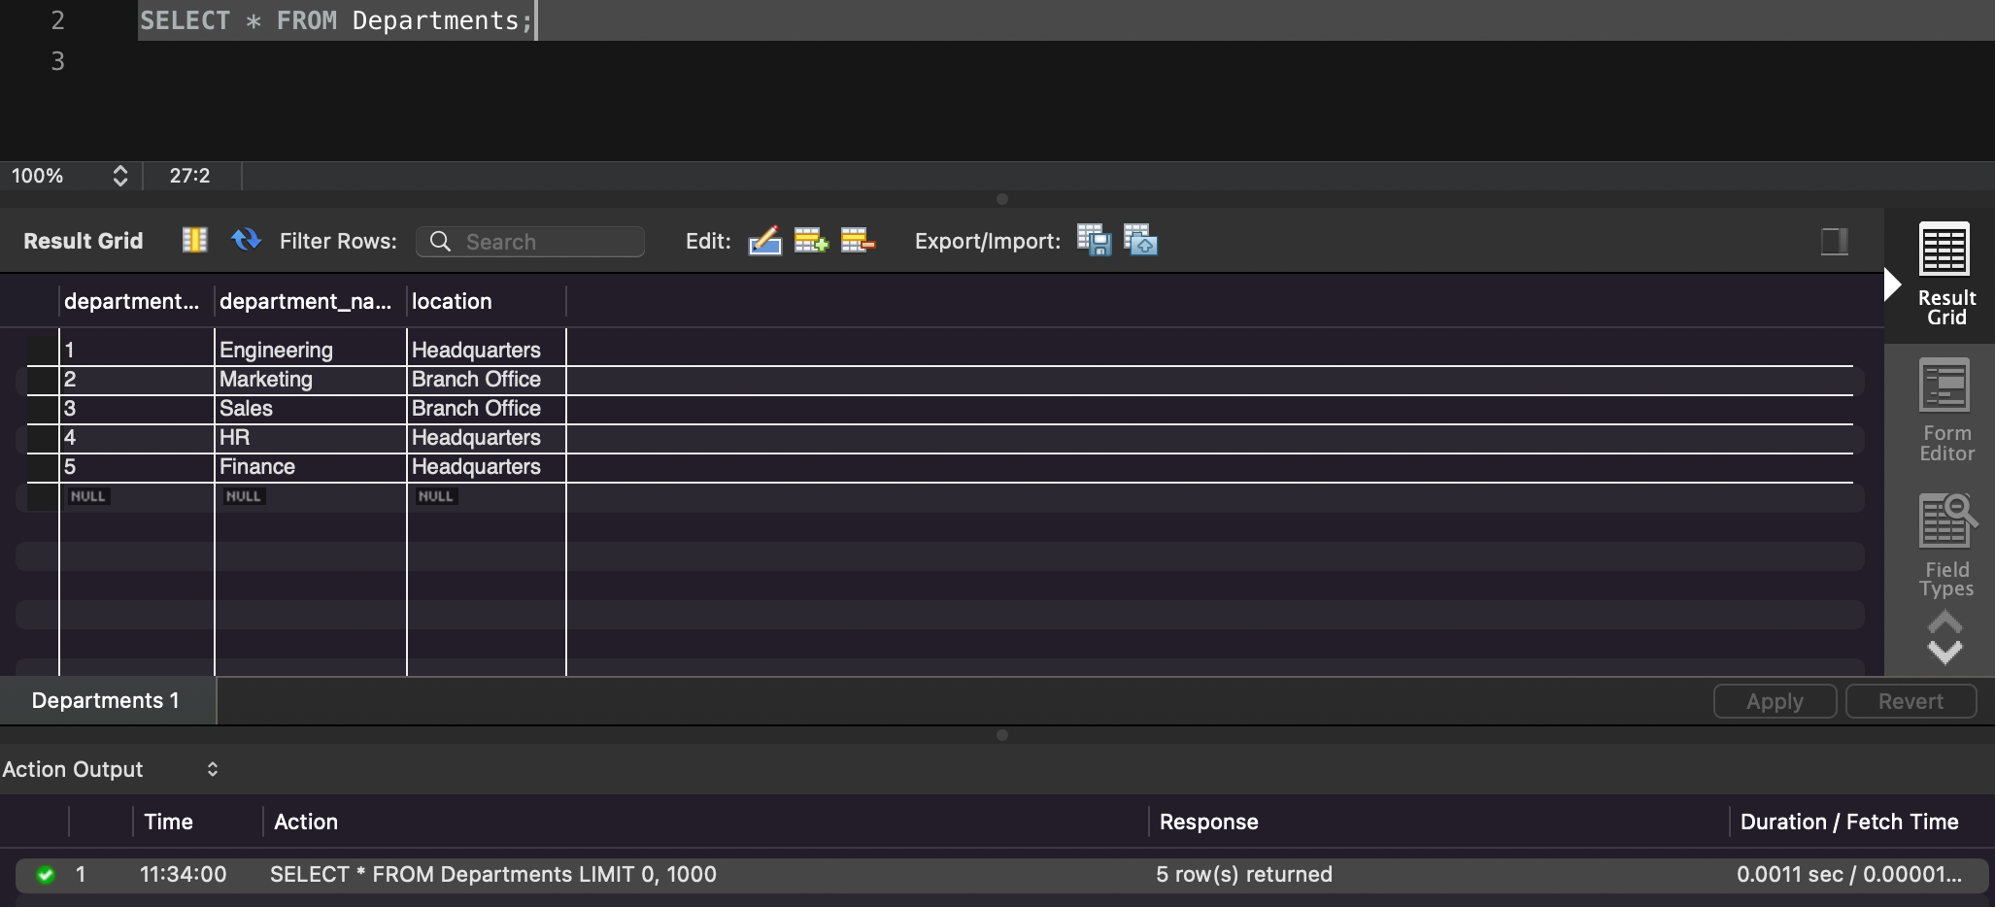 2 SELECT * FROM Departments;
3
100% 27:2
Result Grid Filter Rows: Search Edit: Export/Import:
department... department_na... location
1 Engineering Headquarters
2 Marketing Branch Office
3 Sales Branch Office
4 HR Headquarters
5 Finance Headquarters
NULL NULL NULL
Result
Grid
Form
Editor
Field
Types
Departments 1 Apply Revert
Action Output
Time Action Response Duration / Fetch Time
1 11:34:00 SELECT * FROM Departments LIMIT 0, 1000 5 row(s) returned 0.0011 sec / 0.00001...